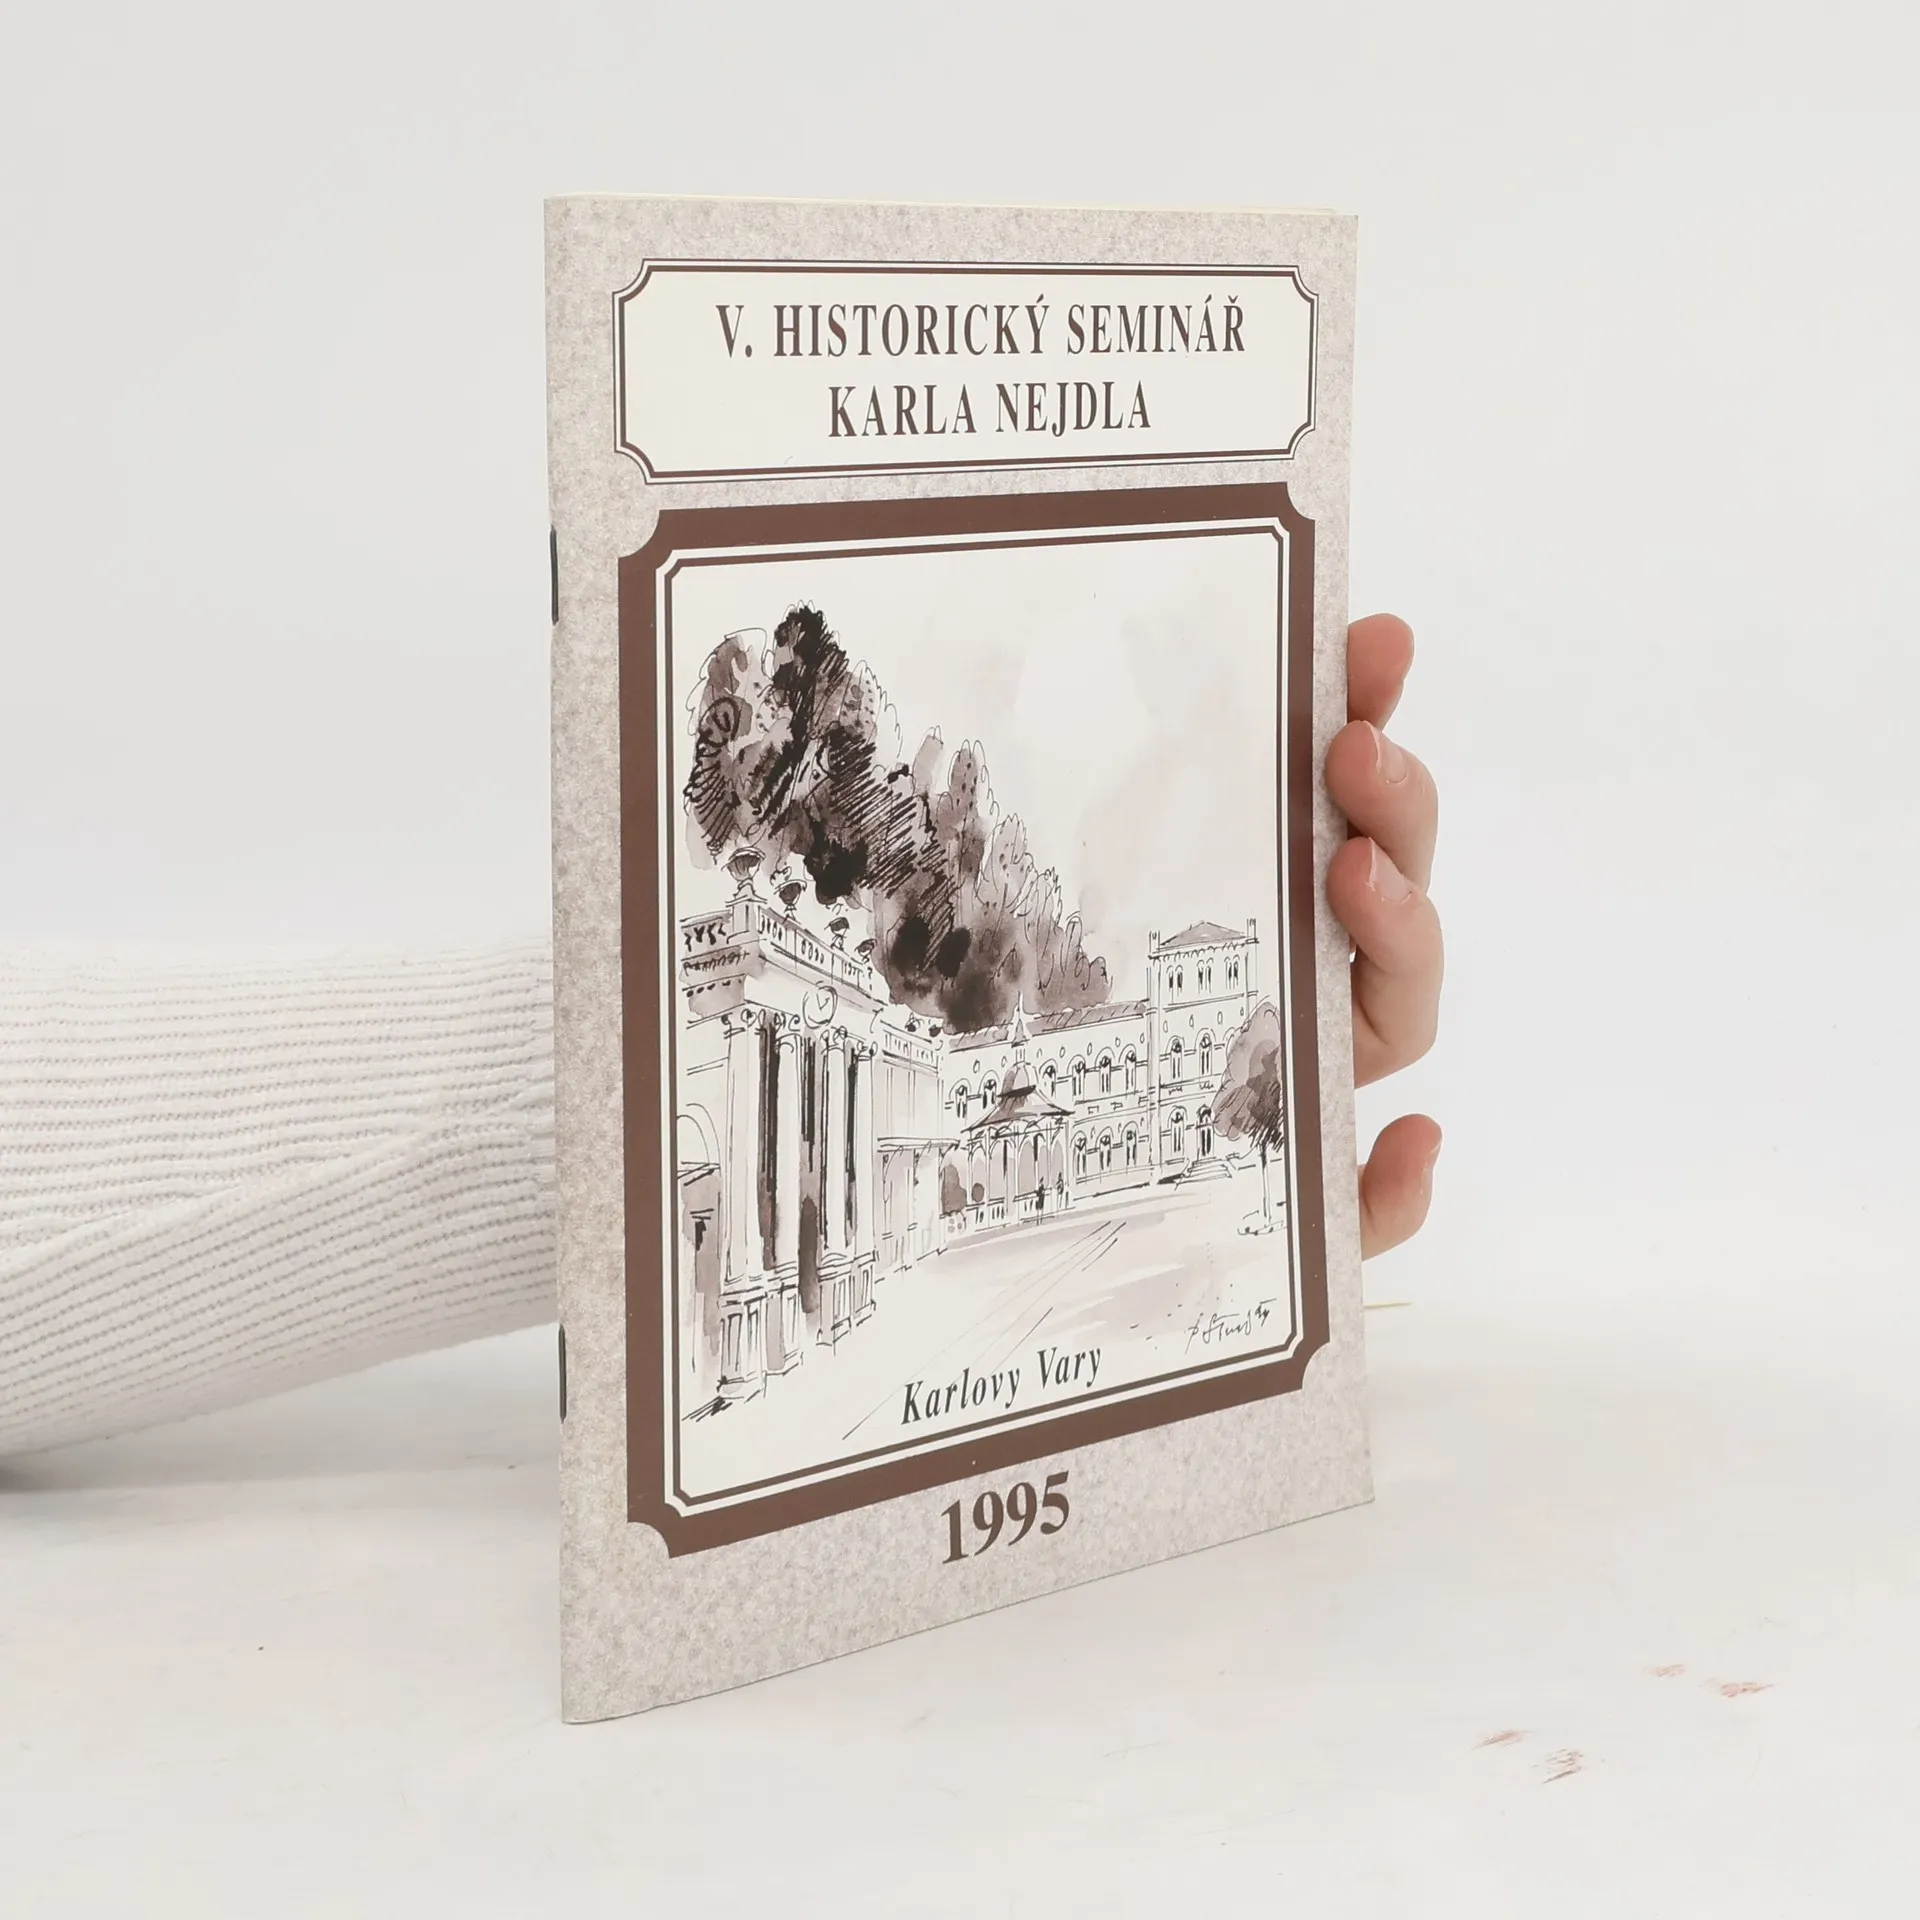 V. HISTORICKÝ SEMINÁŘ
KARLA NEJDLA
Karlovy Vary
1995